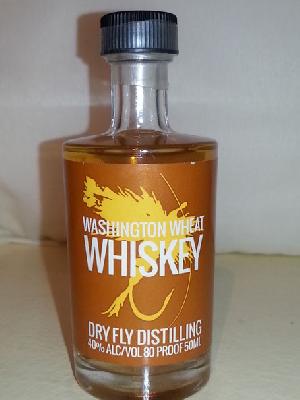 WASHINGTON WHEAT
WHISKEY
DRY FLY DISTILLING
40% ALC/VOL 80 PROOF 50ML